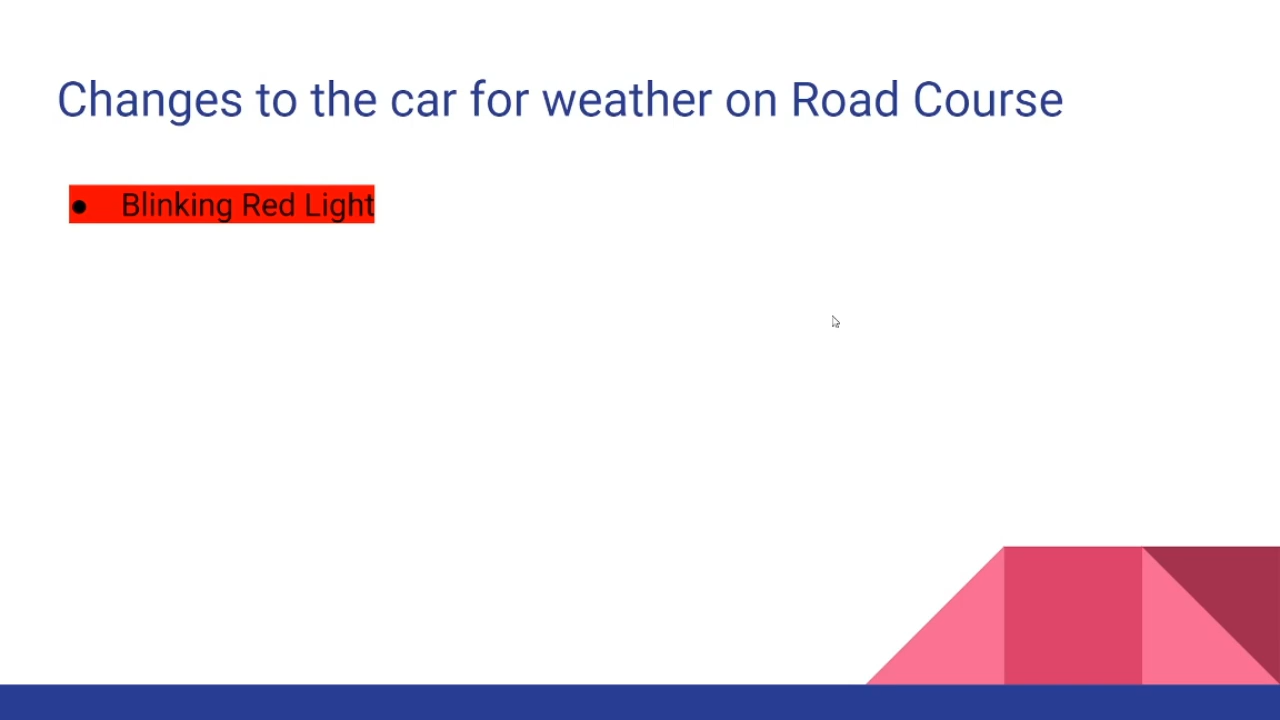 Changes to the car for weather on Road Course
● Blinking Red Light